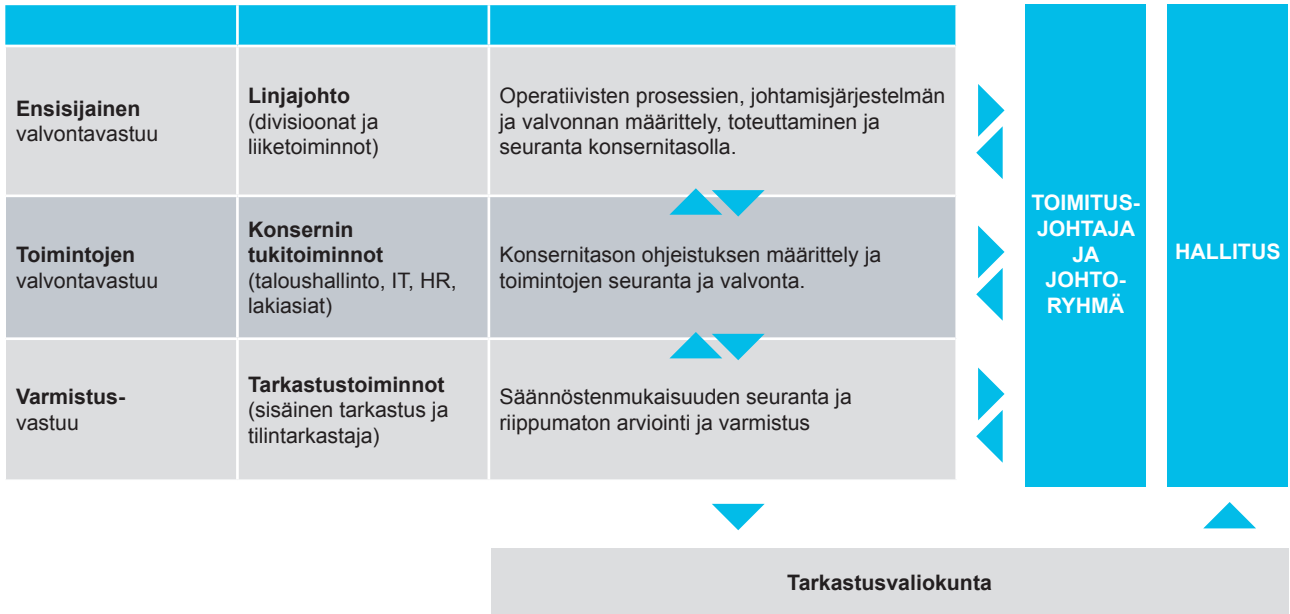 Ensisijainen
valvontavastuu
Linjajohto
(divisioonat ja
liiketoiminnot)
Operatiivisten prosessien, johtamisjärjestelmän
ja valvonnan määrittely, toteuttaminen ja
seuranta konsernitasolla.
Toimintojen
valvontavastuu
Konsernin
tukitoiminnot
(taloushallinto, IT, HR,
lakiasiat)
Konsernitason ohjeistuksen määrittely ja
toimintojen seuranta ja valvonta.
Varmistus-
vastuu
Tarkastustoiminnot
(sisäinen tarkastus ja
tilintarkastaja)
Säännöstenmukaisuuden seuranta ja
riippumaton arviointi ja varmistus
TOIMITUS-
JOHTAJA
JA
JOHTO-
RYHMÄ
HALLITUS
Tarkastusvaliokunta